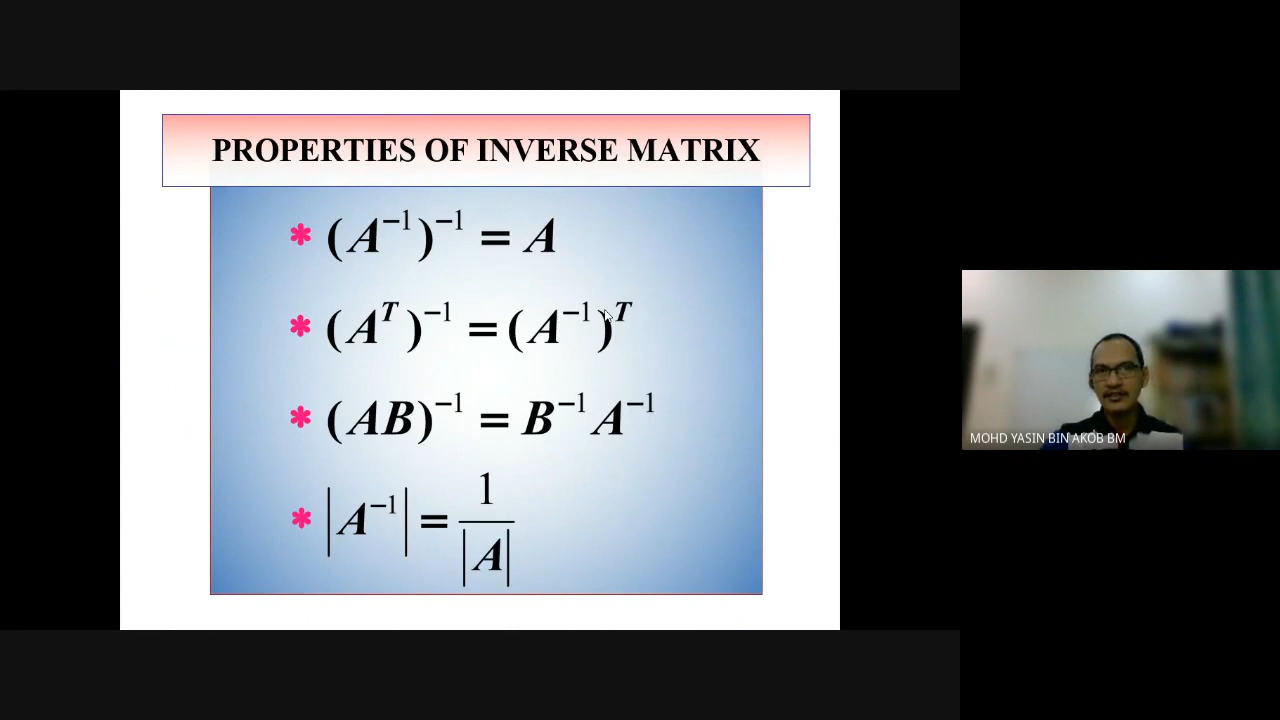 PROPERTIES OF INVERSE MATRIX
* (A⁻¹)⁻¹ = A
* (Aᵀ)⁻¹ = (A⁻¹)ᵀ
* (AB)⁻¹ = B⁻¹A⁻¹
* |A⁻¹| = 1/|A|
MOHD YASIN BIN AKOB BM